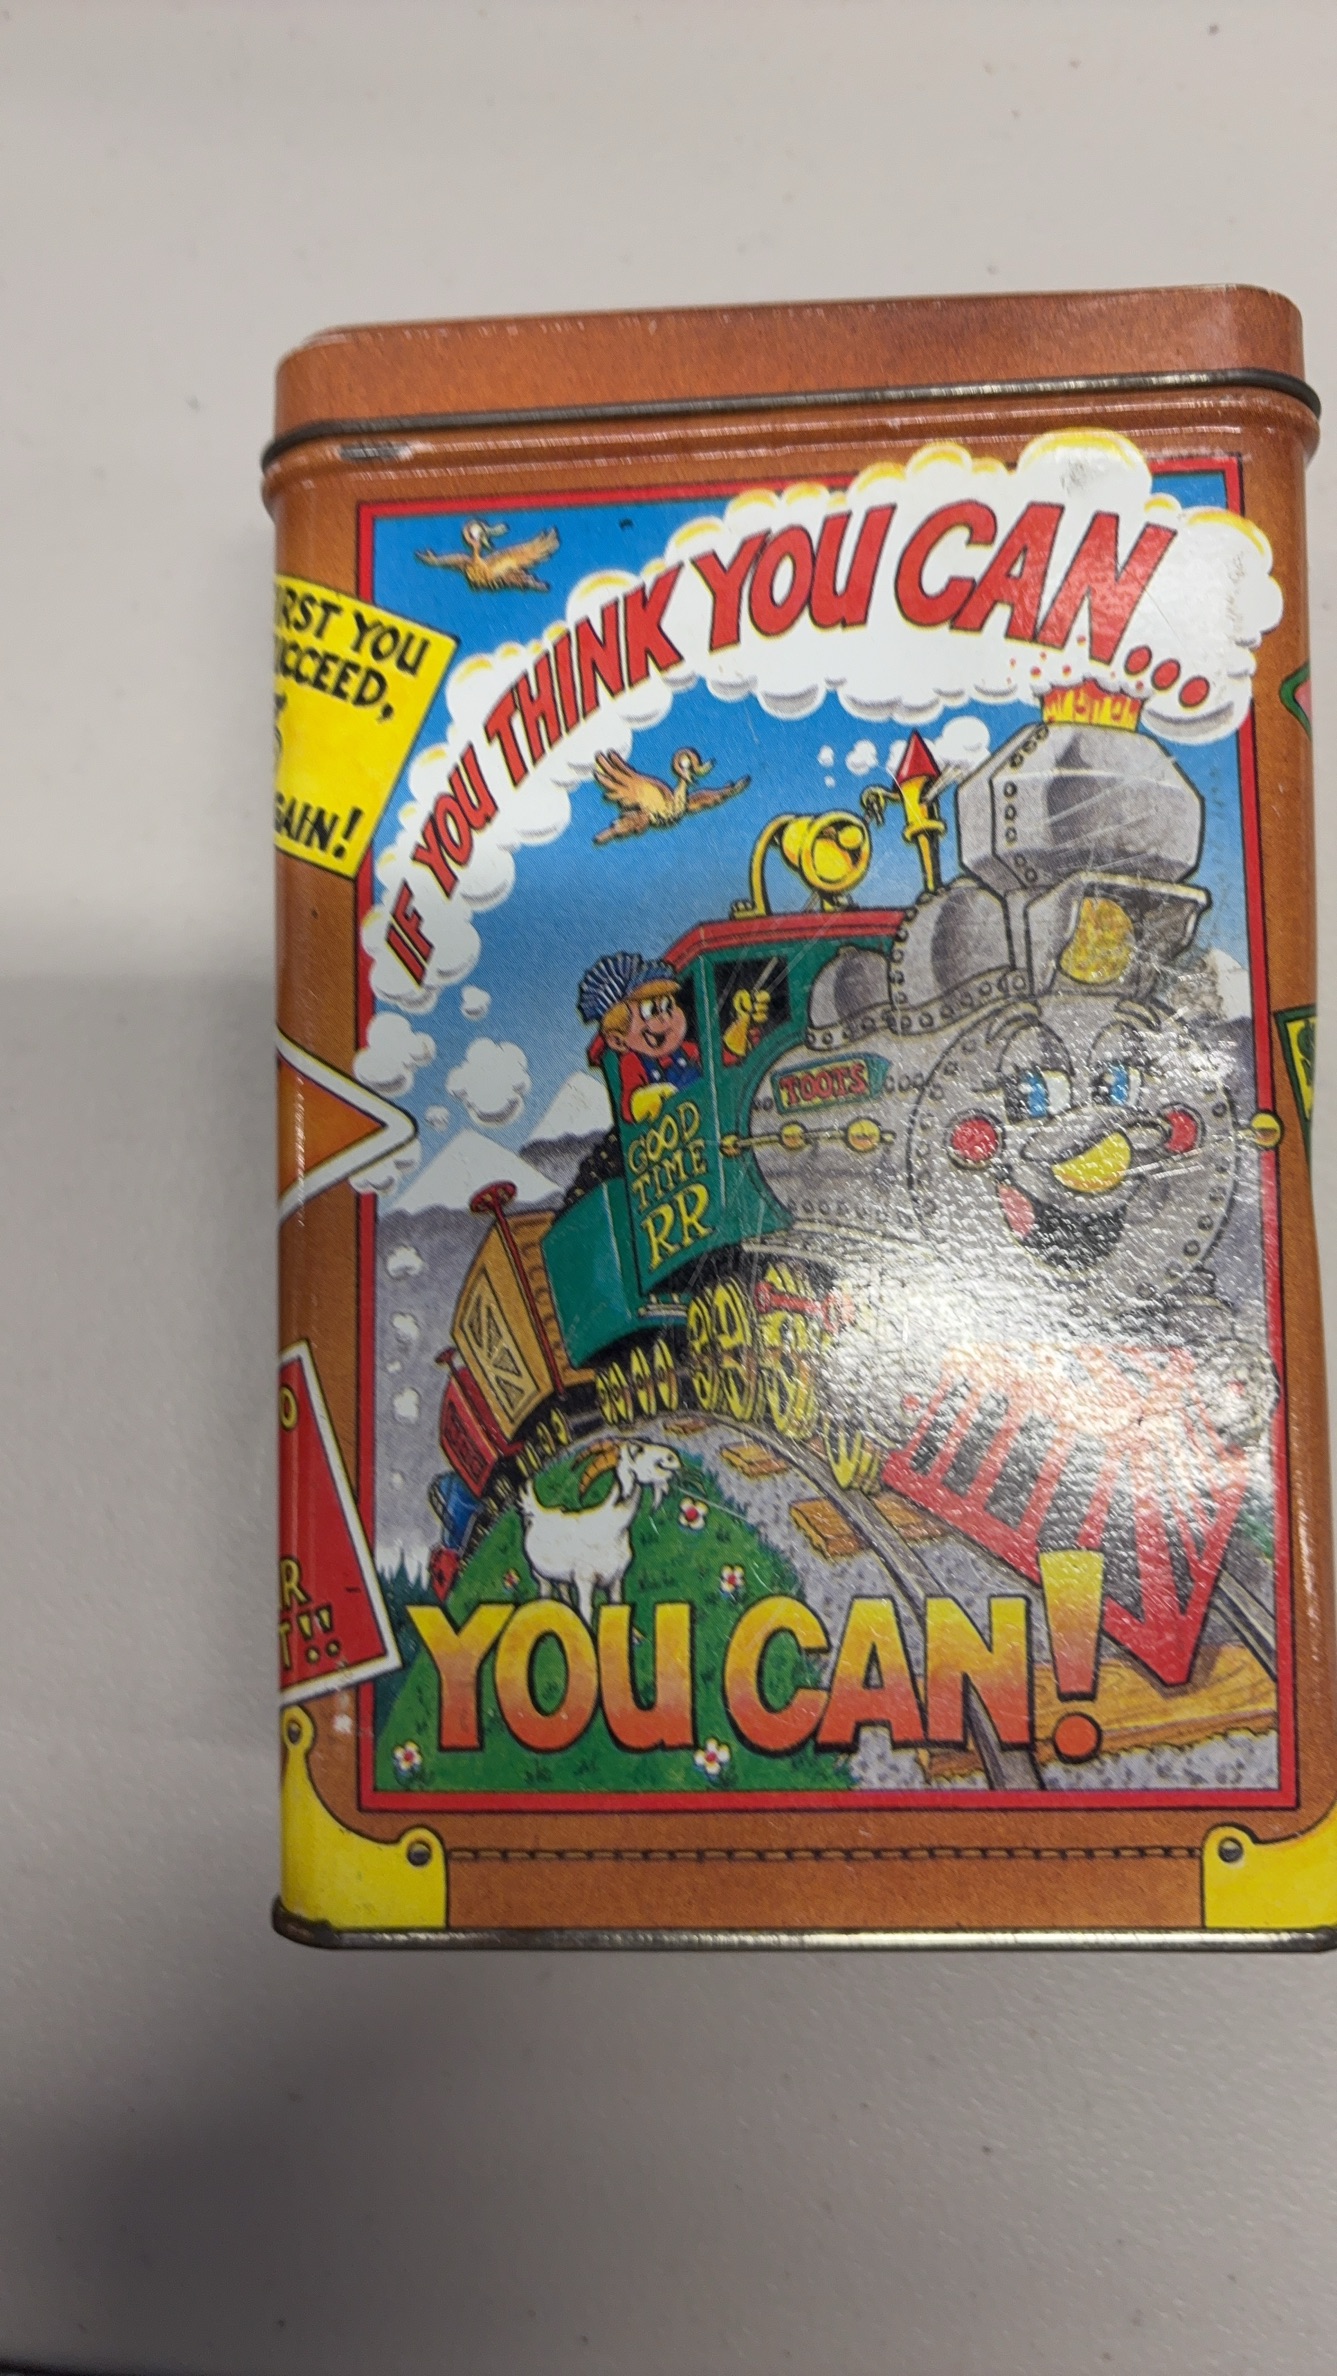 IF YOU THINK YOU CAN...
RST YOU
CCEED,
AIN!
TOOTS
GOOD
TIME
RR
O
R
T!!
YOU CAN!